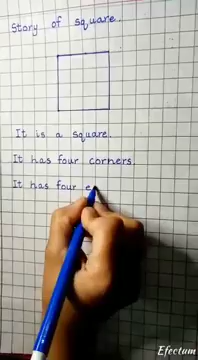 Story of square.
It is a square.
It has four corners.
It has four e
Efectum